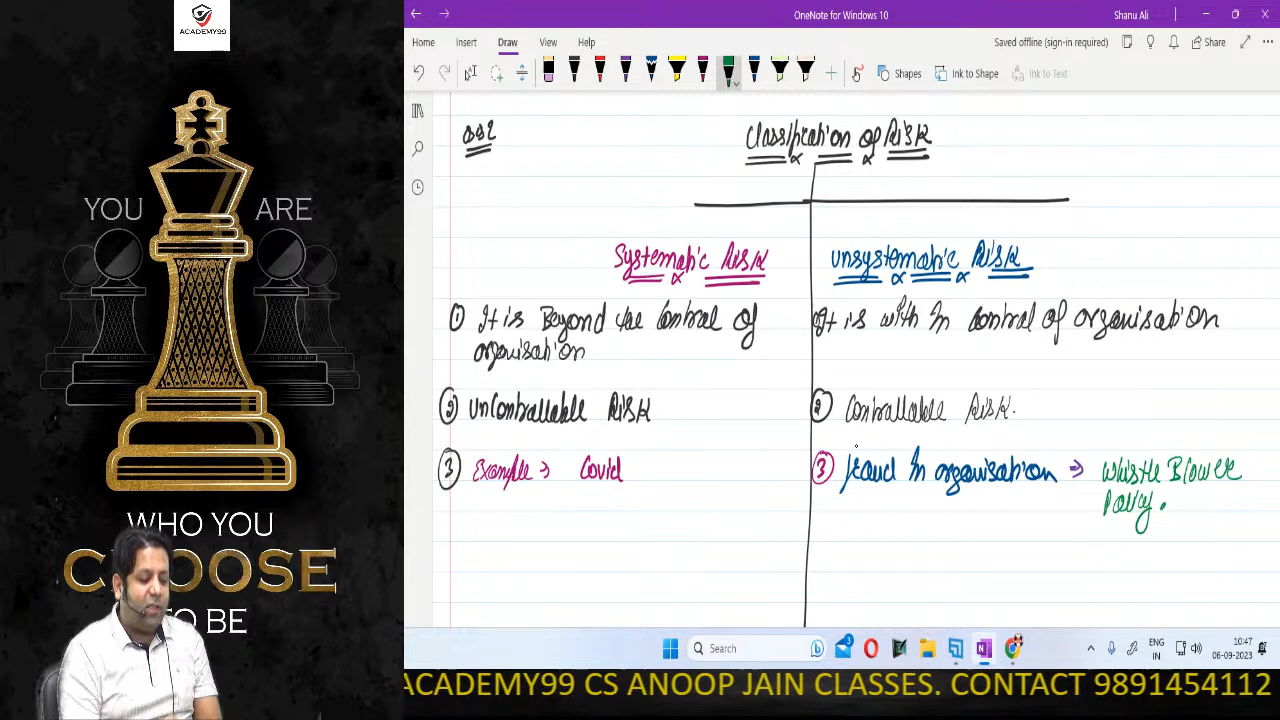 ACADEMY99
YOU ARE
WHO YOU
CHOOSE
TO BE
OneNote for Windows 10
Shanu Ali
Home Insert Draw View Help
Saved offline (sign-in required)
Share
Shapes
Ink to Shape
Ink to Text
Classification of Risk
Systematic Risk
unsystematic Risk
① It is Beyond the Control of
organisation
It is with In control of organisation
② unControllable Risk
② Controllable Risk.
③ Example → Covid
③ fraud In organisation ⇒ Whistle Blower
Policy.
Search
3
ENG
IN
10:47
06-09-2023
ACADEMY99 CS ANOOP JAIN CLASSES. CONTACT 9891454112